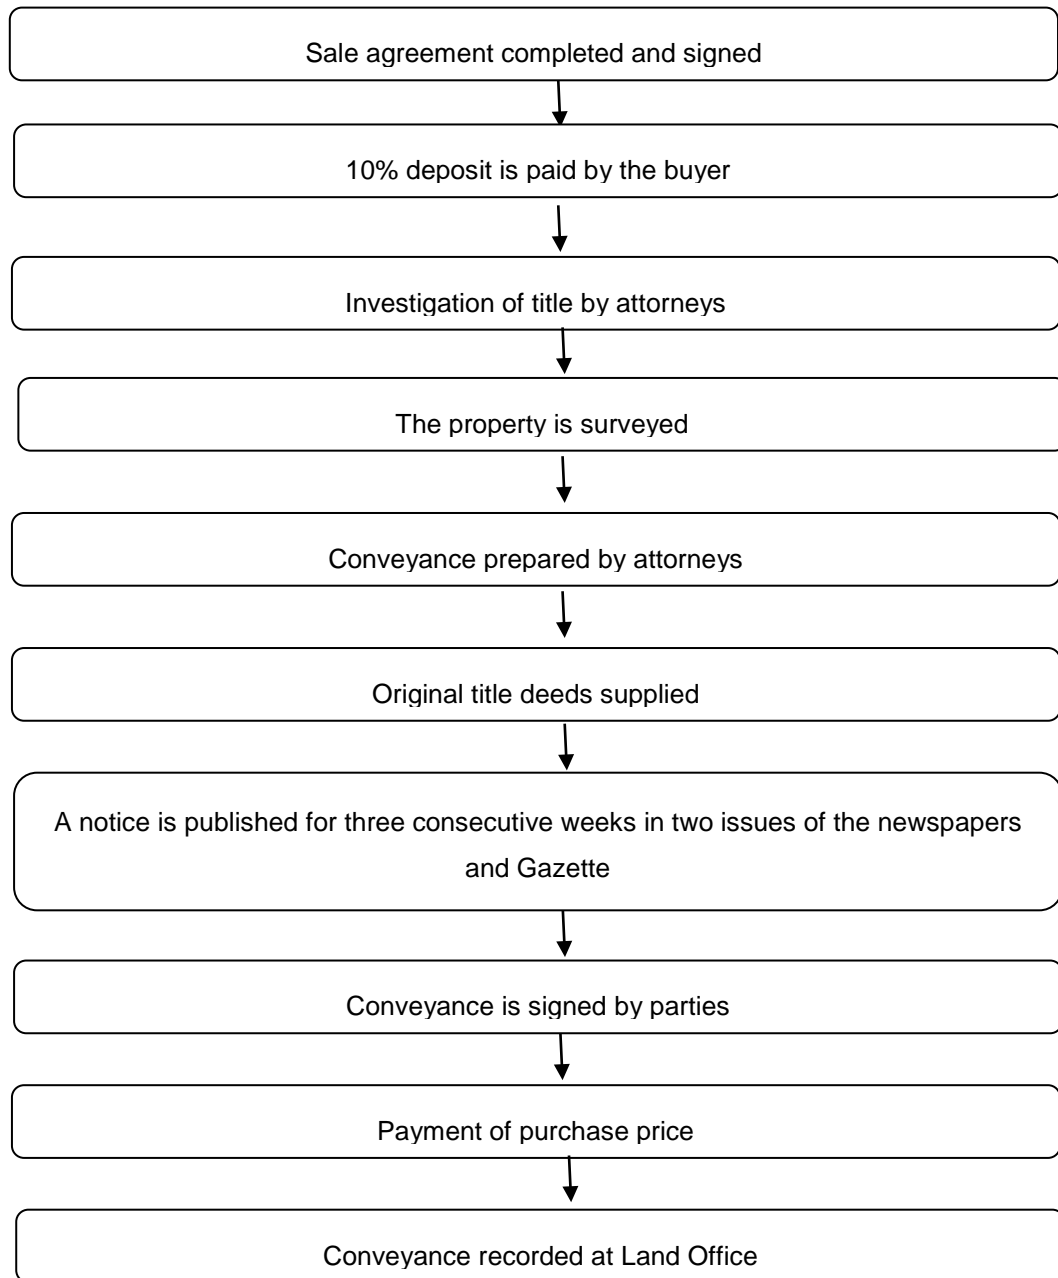 Sale agreement completed and signed
10% deposit is paid by the buyer
Investigation of title by attorneys
The property is surveyed
Conveyance prepared by attorneys
Original title deeds supplied
A notice is published for three consecutive weeks in two issues of the newspapers
and Gazette
Conveyance is signed by parties
Payment of purchase price
Conveyance recorded at Land Office